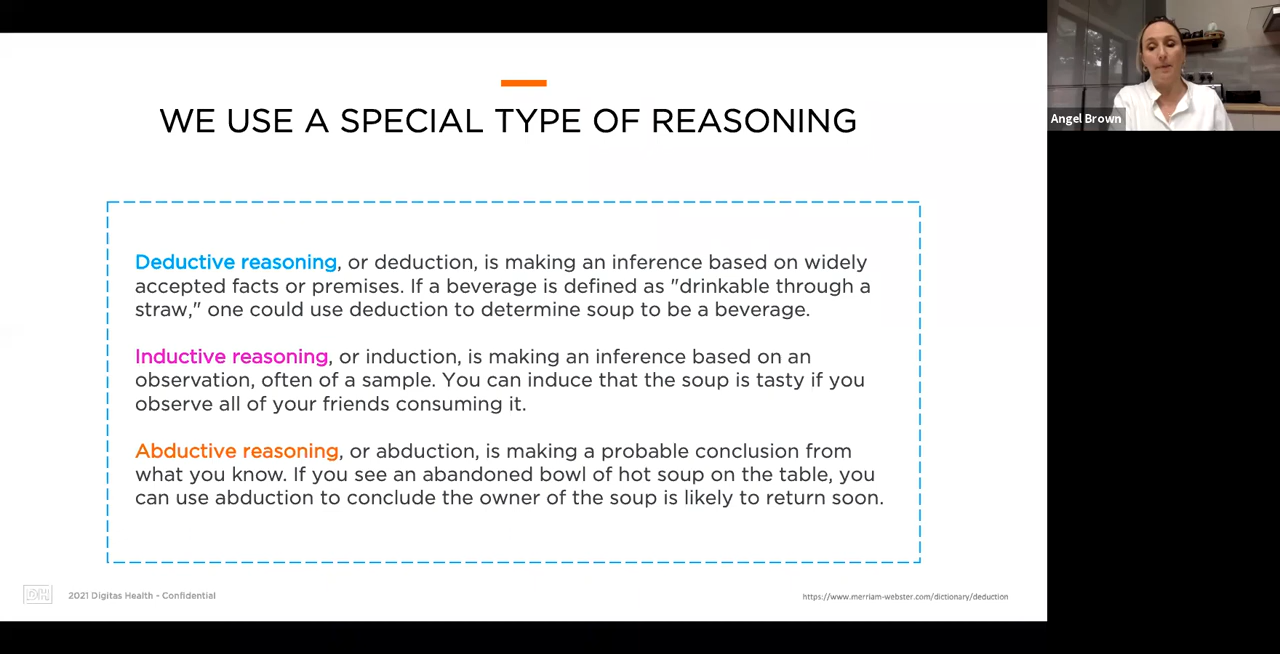 WE USE A SPECIAL TYPE OF REASONING
Deductive reasoning, or deduction, is making an inference based on widely
accepted facts or premises. If a beverage is defined as "drinkable through a
straw," one could use deduction to determine soup to be a beverage.
Inductive reasoning, or induction, is making an inference based on an
observation, often of a sample. You can induce that the soup is tasty if you
observe all of your friends consuming it.
Abductive reasoning, or abduction, is making a probable conclusion from
what you know. If you see an abandoned bowl of hot soup on the table, you
can use abduction to conclude the owner of the soup is likely to return soon.
DH
2021 Digitas Health - Confidential
https://www.merriam-webster.com/dictionary/deduction
Angel Brown